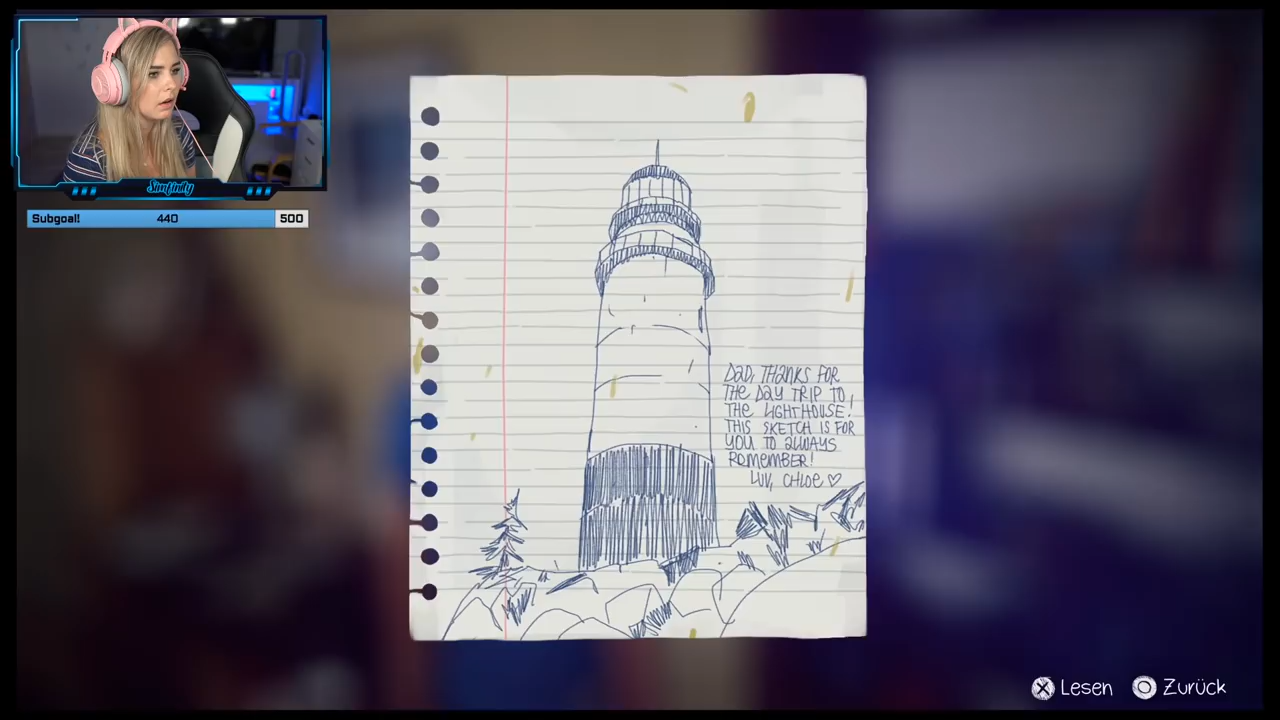 Sunfinity
Subgoal!
440
500
DaD, THANKS FOR
THE DAY TRIP TO
THE LIGHTHOUSE!
THIS SKETCH IS FOR
YOU TO ALWAYS
REMEMBER!
LUV, CHLOE
Lesen
Zurück